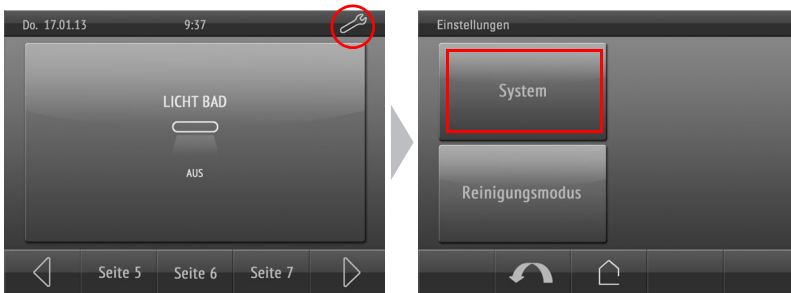 Do. 17.01.13 9:37
LICHT BAD
AUS
Seite 5 Seite 6 Seite 7
Einstellungen
System
Reinigungsmodus